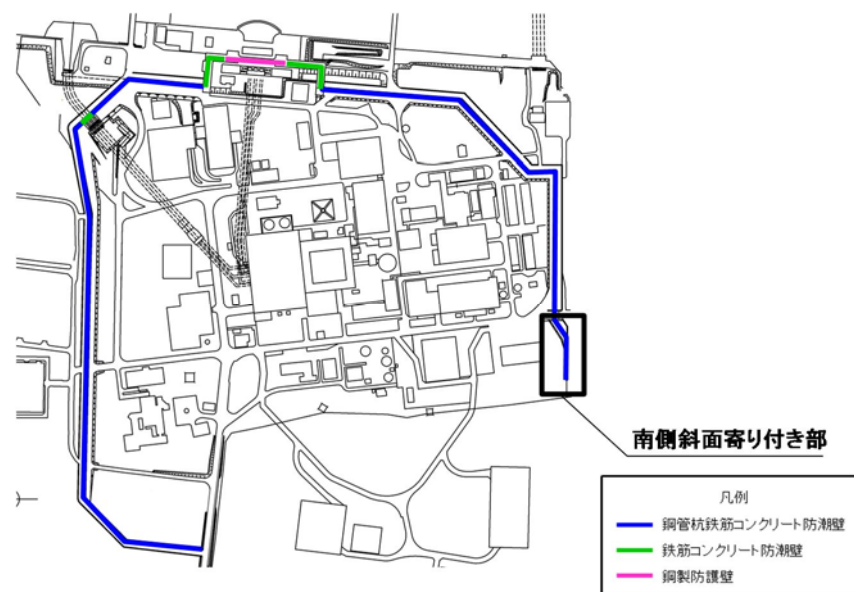 南側斜面寄り付き部
凡例
鋼管杭鉄筋コンクリート防潮壁
鉄筋コンクリート防潮壁
鋼製防護壁